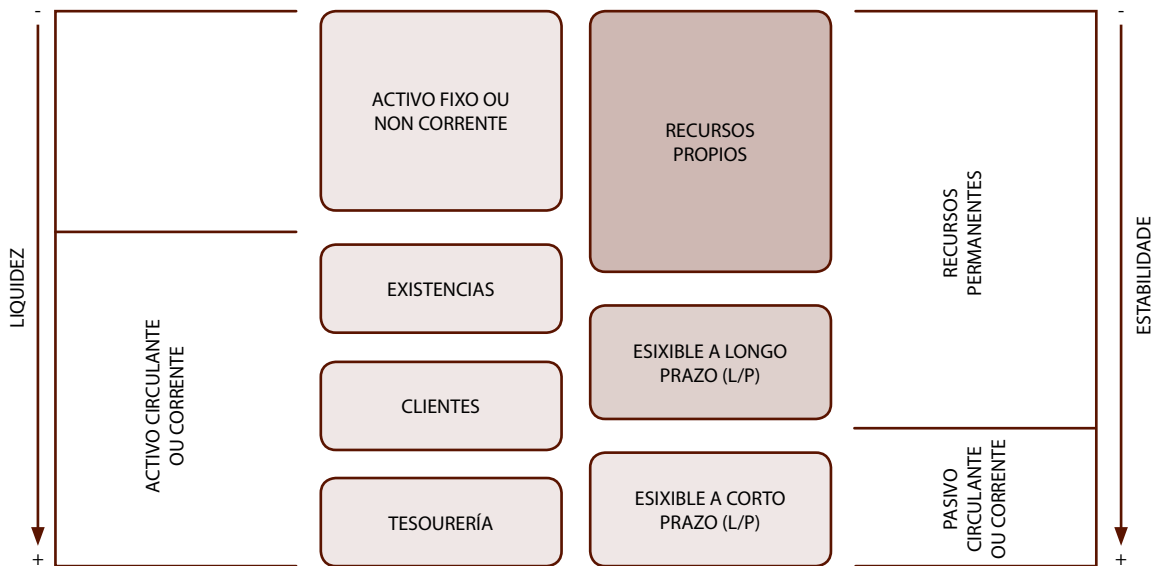 -
-
ACTIVO FIXO OU
NON CORRENTE
RECURSOS
PROPIOS
LIQUIDEZ
ACTIVO CIRCULANTE
OU CORRENTE
EXISTENCIAS
CLIENTES
TESOURERÍA
ESIXIBLE A LONGO
PRAZO (L/P)
ESIXIBLE A CORTO
PRAZO (L/P)
RECURSOS
PERMANENTES
PASIVO
CIRCULANTE
OU CORRENTE
ESTABILIDADE
+
+